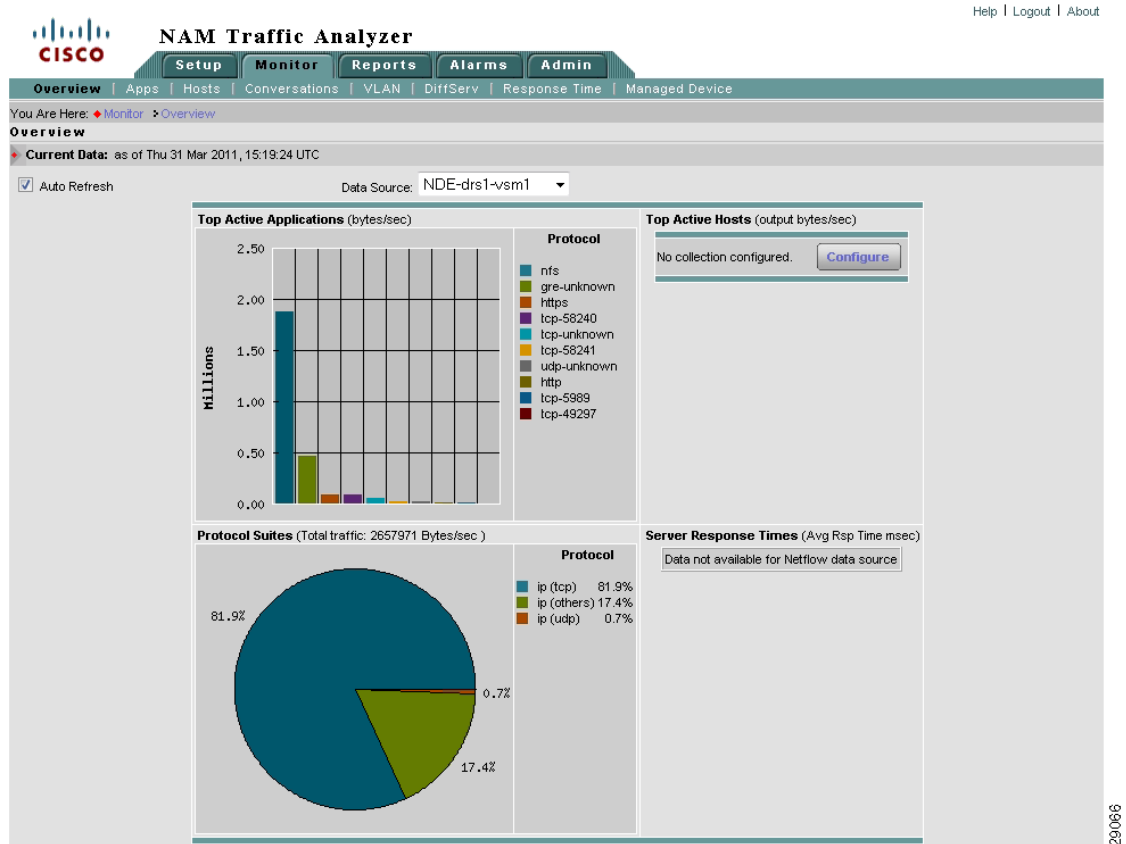 Help | Logout | About
CISCO
NAM Traffic Analyzer
Setup Monitor Reports Alarms Admin
Overview | Apps | Hosts | Conversations | VLAN | DiffServ | Response Time | Managed Device
You Are Here: Monitor Overview
Overview
Current Data: as of Thu 31 Mar 2011, 15:19:24 UTC
Auto Refresh
Data Source: NDE-drs1-vsm1
Top Active Applications (bytes/sec)
Millions
2.50
2.00
1.50
1.00
0.50
0.00
Protocol
nfs
gre-unknown
https
tcp-58240
tcp-unknown
tcp-58241
udp-unknown
http
tcp-5989
tcp-49297
Top Active Hosts (output bytes/sec)
No collection configured. Configure
Protocol Suites (Total traffic: 2657971 Bytes/sec )
81.9%
0.7%
17.4%
Protocol
ip (tcp) 81.9%
ip (others) 17.4%
ip (udp) 0.7%
Server Response Times (Avg Rsp Time msec)
Data not available for Netflow data source
29066